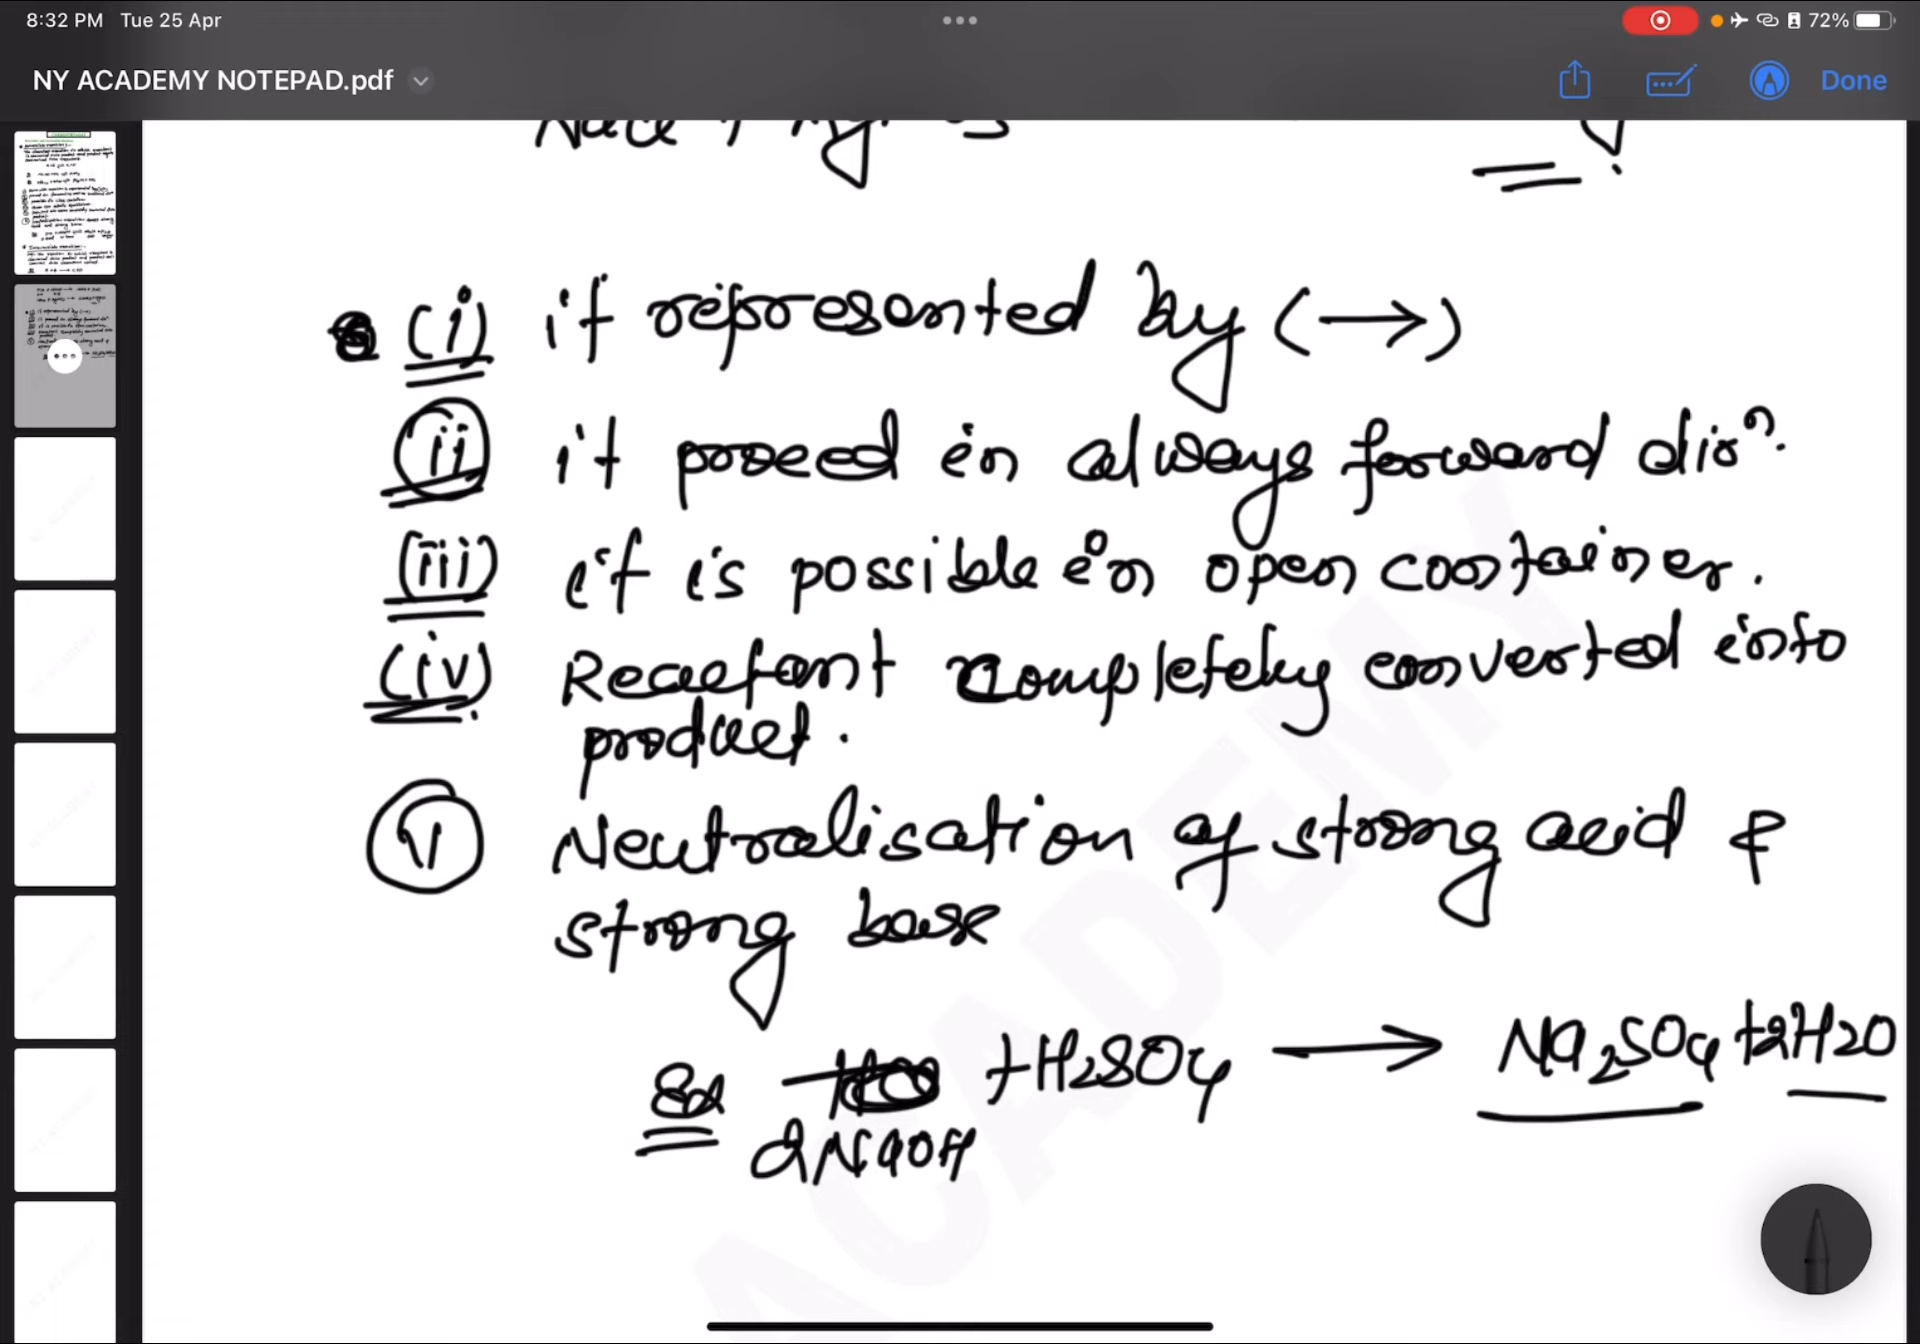 8:32 PM Tue 25 Apr
72%
NY ACADEMY NOTEPAD.pdf
Done
(i) it represented by (→)
(ii) it proceed in always forward dirⁿ.
(iii) it is possible in open container.
(iv) Reactant completely converted into
product.
(v) Neutralisation of strong acid &
strong base
Ex 2NaOH + H2SO4 → Na2SO4 + 2H2O
ACADEMY